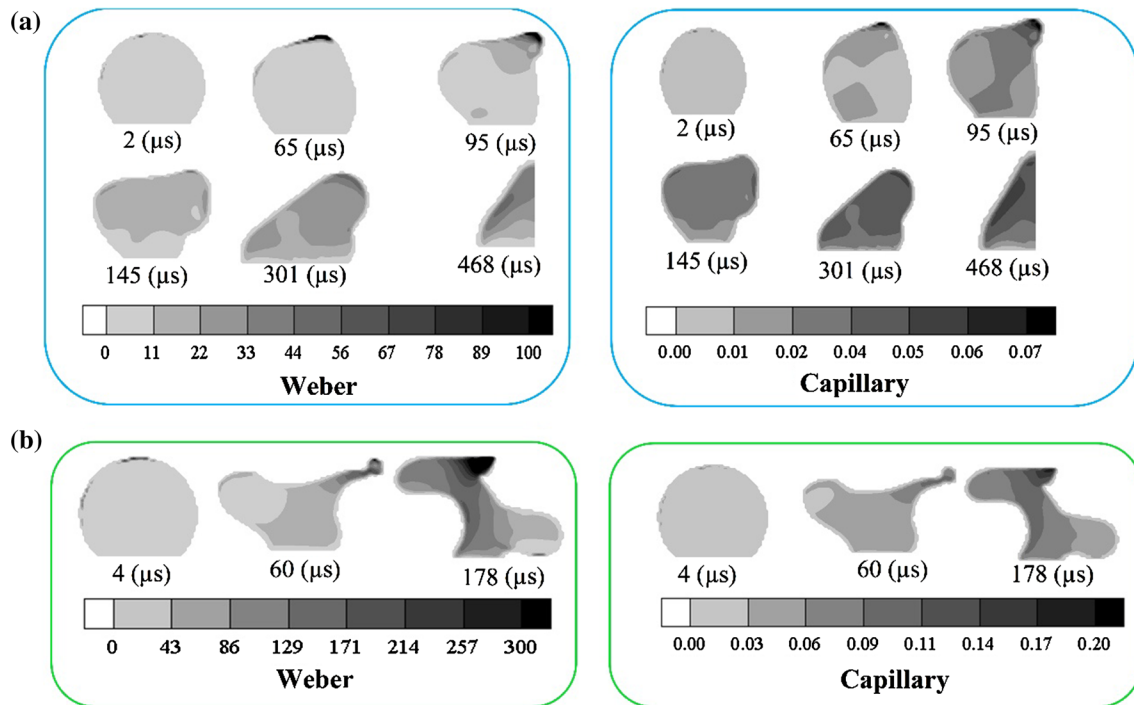 (a)
2 (µs)
65 (µs)
95 (µs)
145 (µs)
301 (µs)
468 (µs)
0 11 22 33 44 56 67 78 89 100
Weber
2 (µs)
65 (µs)
95 (µs)
145 (µs)
301 (µs)
468 (µs)
0.00 0.01 0.02 0.04 0.05 0.06 0.07
Capillary
(b)
4 (µs)
60 (µs)
178 (µs)
0 43 86 129 171 214 257 300
Weber
4 (µs)
60 (µs)
178 (µs)
0.00 0.03 0.06 0.09 0.11 0.14 0.17 0.20
Capillary